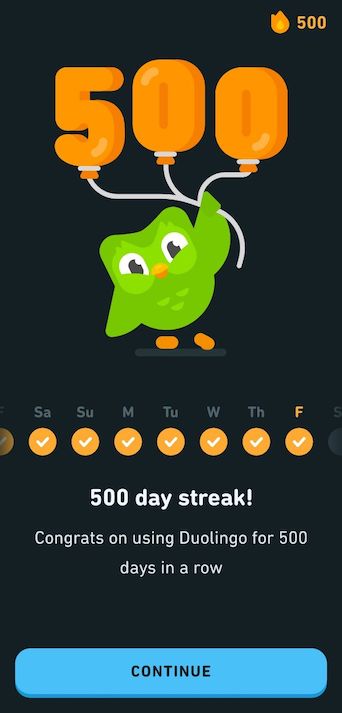 500
500
F Sa Su M Tu W Th F S
500 day streak!
Congrats on using Duolingo for 500
days in a row
CONTINUE